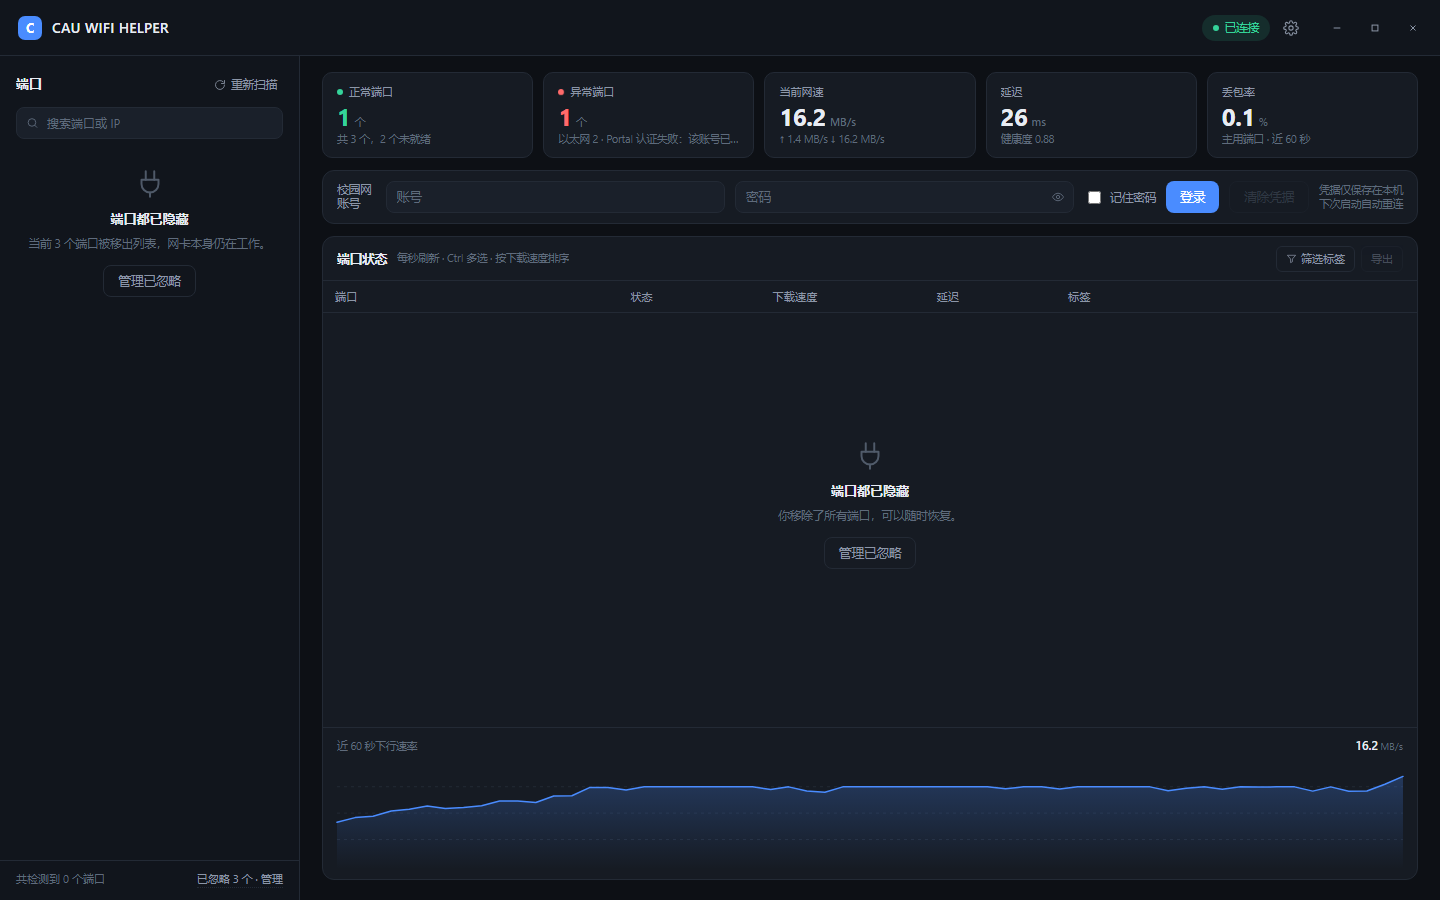 C CAU WIFI HELPER
已连接
端口
重新扫描
搜索端口或 IP
端口都已隐藏
当前 3 个端口被移出列表，网卡本身仍在工作。
管理已忽略
共检测到 0 个端口
已忽略 3 个 · 管理
正常端口
1 个
共 3 个，2 个未就绪
异常端口
1 个
以太网 2 · Portal 认证失败：该账号已...
当前网速
16.2 MB/s
↑ 1.4 MB/s ↓ 16.2 MB/s
延迟
26 ms
健康度 0.88
丢包率
0.1 %
主用端口 · 近 60 秒
校园网
账号
账号
密码
记住密码
登录
清除凭据
凭据仅保存在本机
下次启动自动重连
端口状态
每秒刷新 · Ctrl 多选 · 按下载速度排序
筛选标签
导出
端口
状态
下载速度
延迟
标签
端口都已隐藏
你移除了所有端口，可以随时恢复。
管理已忽略
近 60 秒下行速率
16.2 MB/s